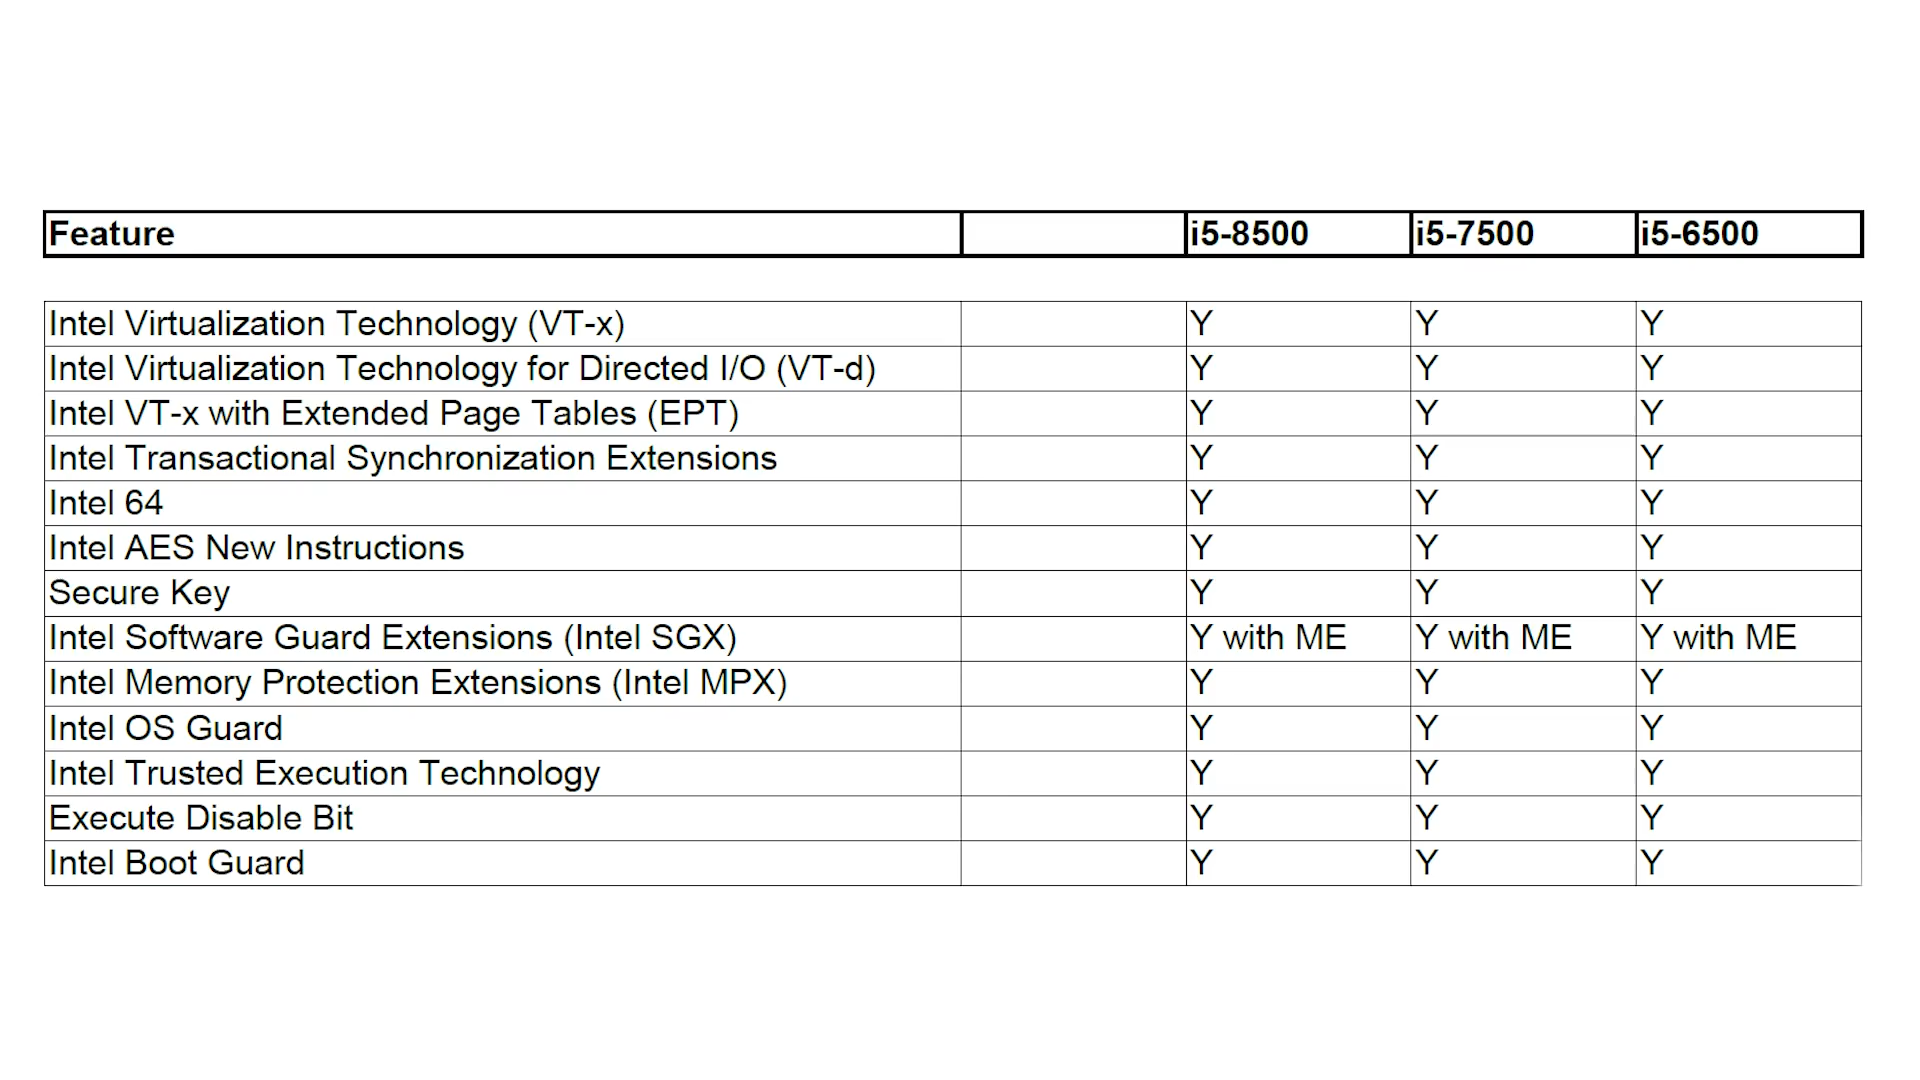 Feature i5-8500 i5-7500 i5-6500
Intel Virtualization Technology (VT-x) Y Y Y
Intel Virtualization Technology for Directed I/O (VT-d) Y Y Y
Intel VT-x with Extended Page Tables (EPT) Y Y Y
Intel Transactional Synchronization Extensions Y Y Y
Intel 64 Y Y Y
Intel AES New Instructions Y Y Y
Secure Key Y Y Y
Intel Software Guard Extensions (Intel SGX) Y with ME Y with ME Y with ME
Intel Memory Protection Extensions (Intel MPX) Y Y Y
Intel OS Guard Y Y Y
Intel Trusted Execution Technology Y Y Y
Execute Disable Bit Y Y Y
Intel Boot Guard Y Y Y